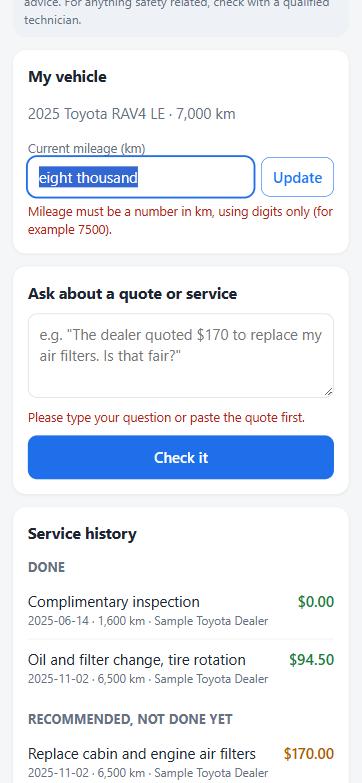 advice. For anything safety related, check with a qualified
technician.
My vehicle
2025 Toyota RAV4 LE · 7,000 km
Current mileage (km)
eight thousand
Update
Mileage must be a number in km, using digits only (for
example 7500).
Ask about a quote or service
e.g. "The dealer quoted $170 to replace my
air filters. Is that fair?"
Please type your question or paste the quote first.
Check it
Service history
DONE
Complimentary inspection $0.00
2025-06-14 · 1,600 km · Sample Toyota Dealer
Oil and filter change, tire rotation $94.50
2025-11-02 · 6,500 km · Sample Toyota Dealer
RECOMMENDED, NOT DONE YET
Replace cabin and engine air filters $170.00
2025-11-02 · 6,500 km · Sample Toyota Dealer